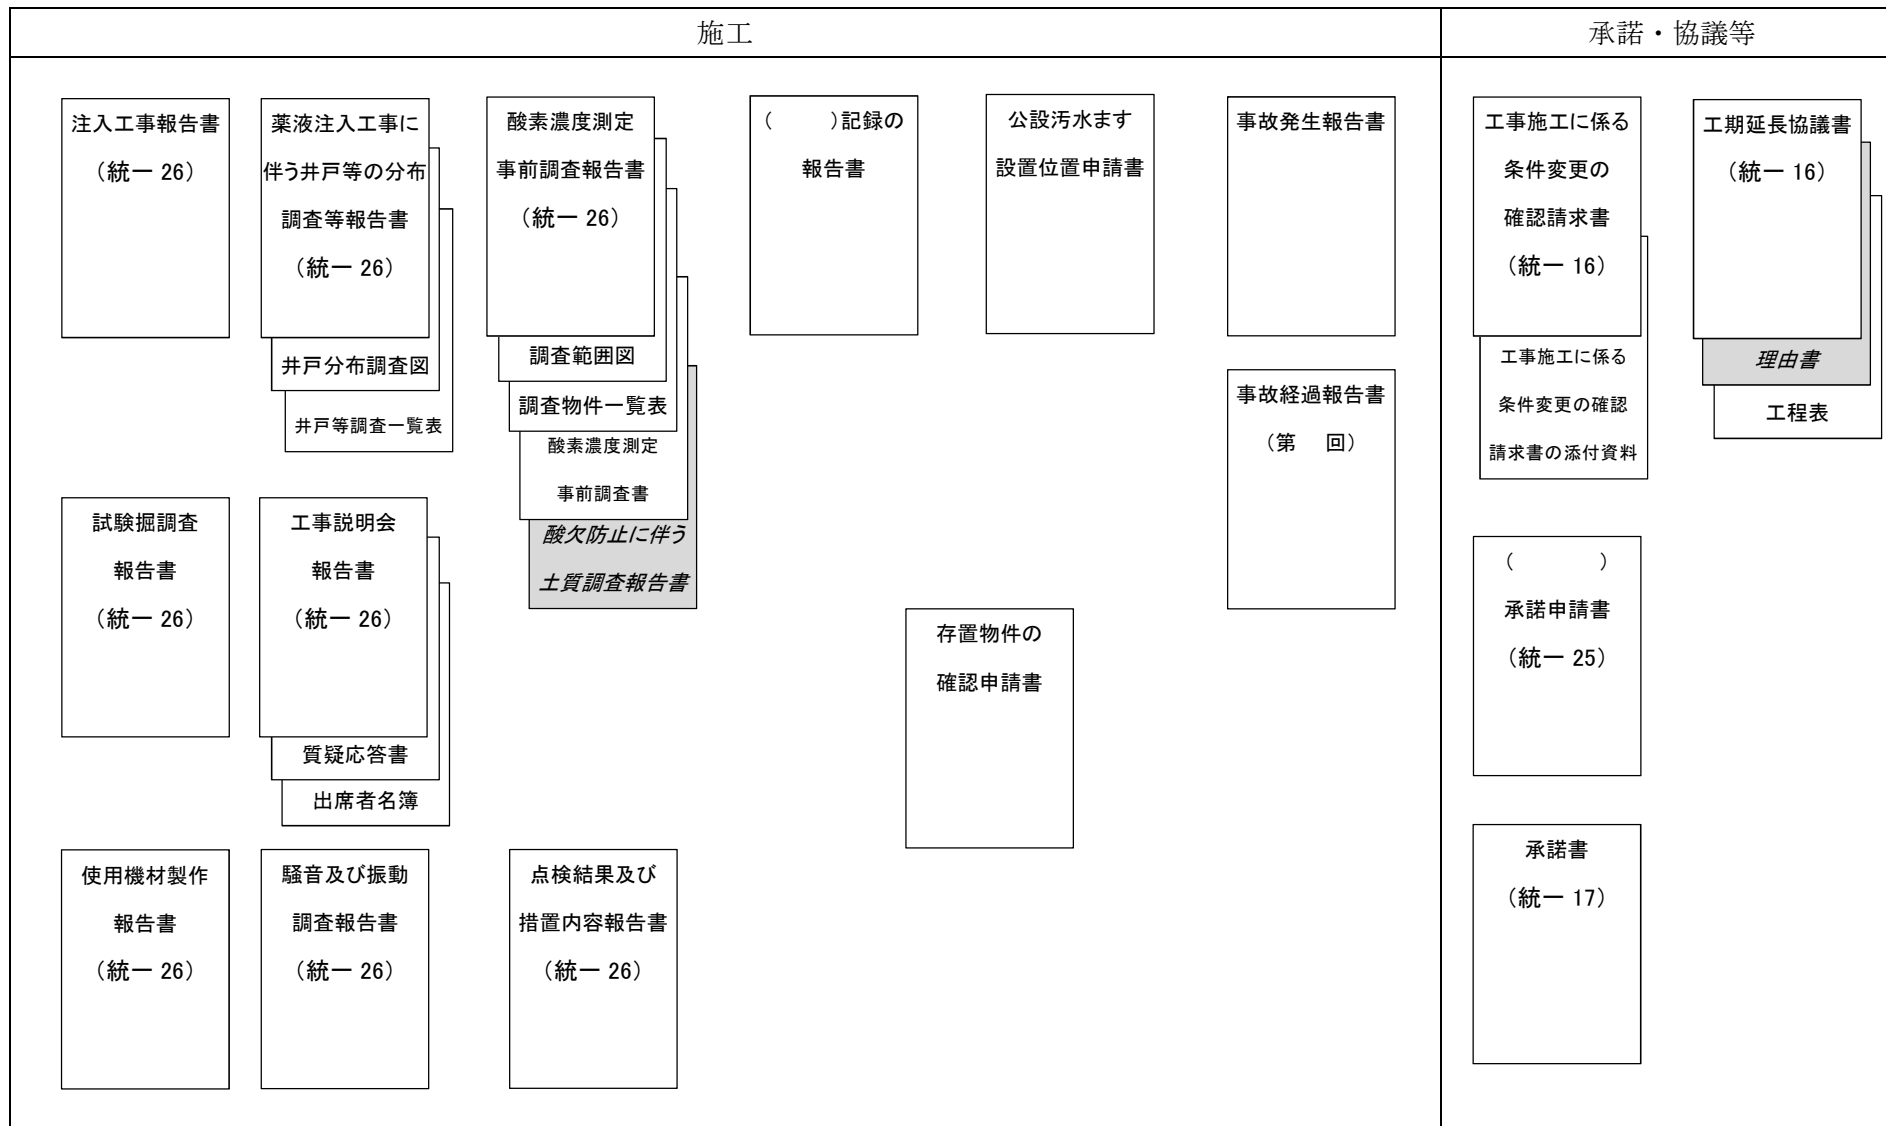 施工
承諾・協議等
注入工事報告書
(統一 26)
薬液注入工事に
伴う井戸等の分布
調査等報告書
(統一 26)
井戸分布調査図
井戸等調査一覧表
酸素濃度測定
事前調査報告書
(統一 26)
調査範囲図
調査物件一覧表
酸素濃度測定
事前調査書
酸欠防止に伴う
土質調査報告書
(　　　)記録の
報告書
公設汚水ます
設置位置申請書
事故発生報告書
事故経過報告書
(第　回)
試験掘調査
報告書
(統一 26)
工事説明会
報告書
(統一 26)
質疑応答書
出席者名簿
存置物件の
確認申請書
使用機材製作
報告書
(統一 26)
騒音及び振動
調査報告書
(統一 26)
点検結果及び
措置内容報告書
(統一 26)
工事施工に係る
条件変更の
確認請求書
(統一 16)
工事施工に係る
条件変更の確認
請求書の添付資料
工期延長協議書
(統一 16)
理由書
工程表
(　　　　)
承諾申請書
(統一 25)
承諾書
(統一 17)